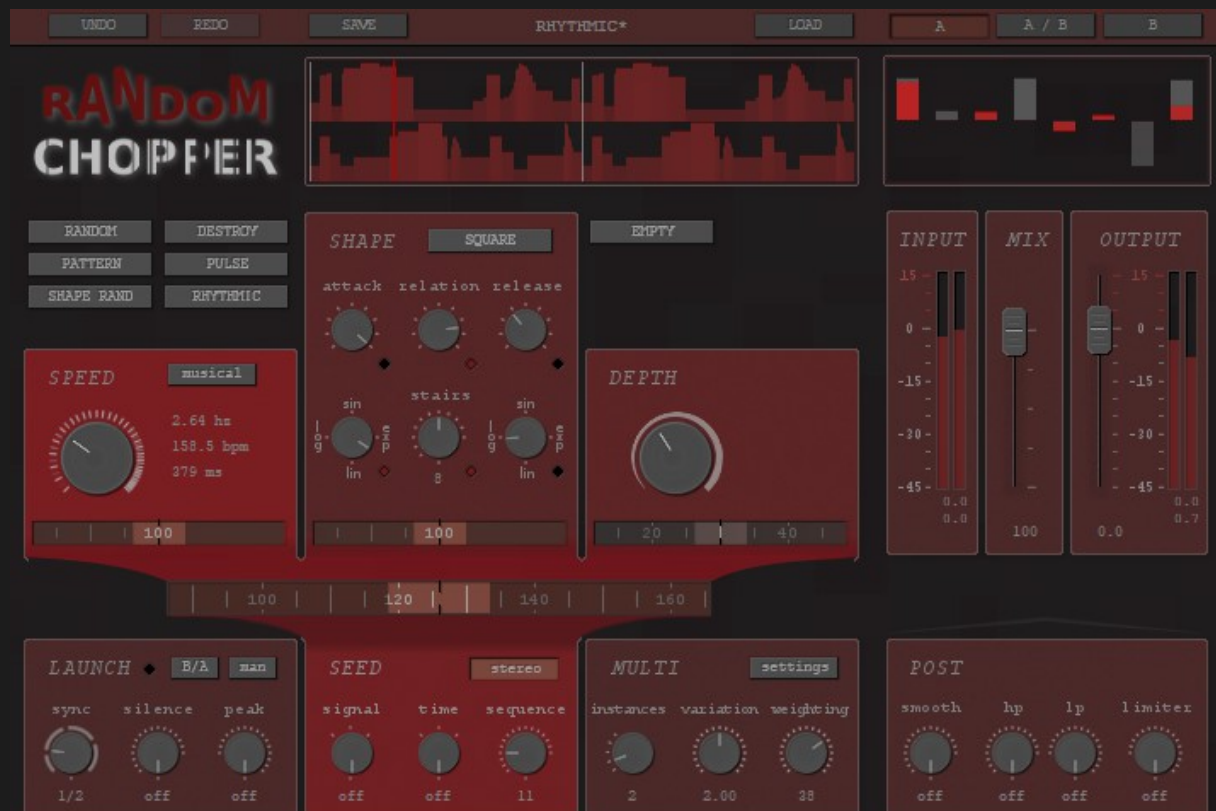 UNDO REDO SAVE RHYTHMIC* LOAD A A / B B
RANDOM
CHOPPER
RANDOM DESTROY
PATTERN PULSE
SHAPE RAND RHYTHMIC
SHAPE SQUARE
EMPTY
attack relation release
stairs
sin sin
log exp log exp
lin 8 lin
100
SPEED musical
2.64 hz
158.5 bpm
379 ms
100
DEPTH
20 40
INPUT MIX OUTPUT
15 15
0 0
-15 -15
-30 -30
-45 -45
0.0 0.0
0.0 0.7
100 0.0
100 120 140 160
LAUNCH B/A man
sync silence peak
1/2 off off
SEED stereo
signal time sequence
off off 11
MULTI settings
instances variation weighting
2 2.00 38
POST
smooth hp lp limiter
off off off off